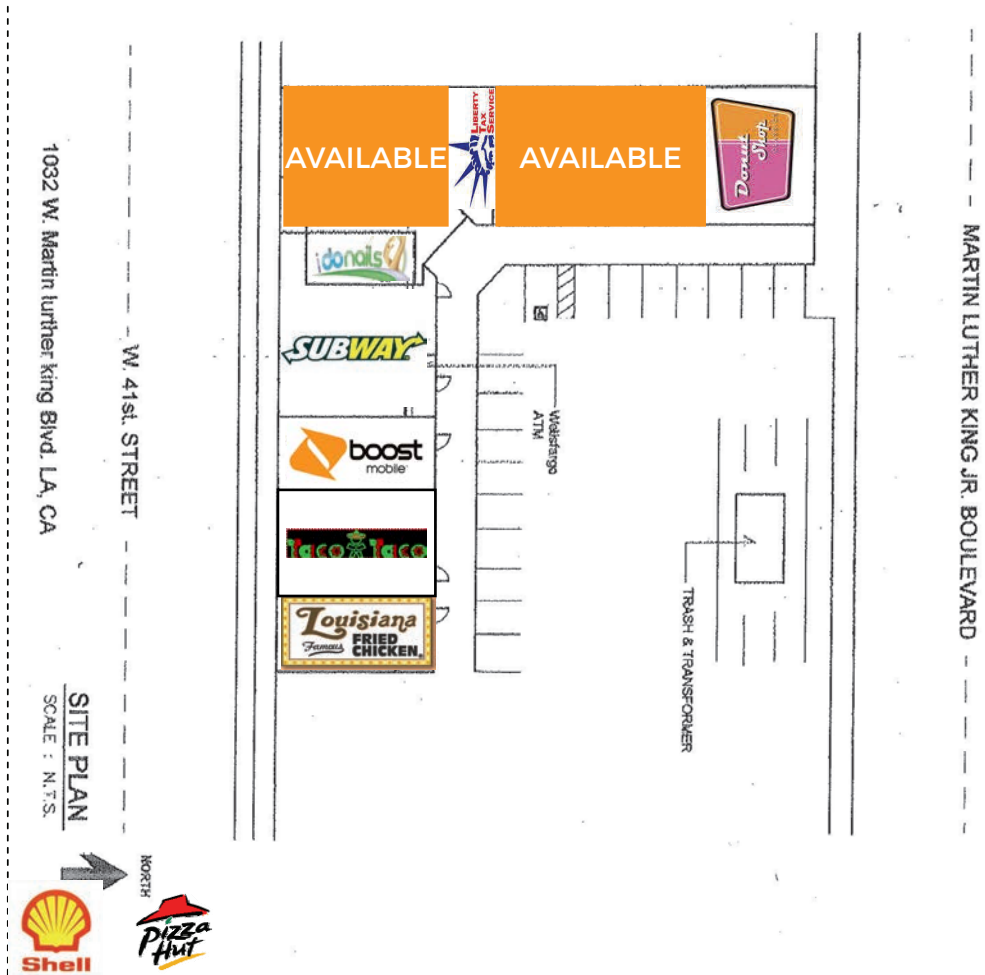 AVAILABLE
LIBERTY
TAX
SERVICE
AVAILABLE
Donut
Shop
idonails
SUBWAY
boost
mobile
Taco Taco
Louisiana
Famous FRIED
CHICKEN
Wellsfargo
ATM
TRASH & TRANSFORMER
MARTIN LUTHER KING JR. BOULEVARD
W. 41st. STREET
1032 W. Martin lurther king Blvd. LA, CA
SITE PLAN
SCALE : N.T.S.
NORTH
Shell
Pizza
Hut